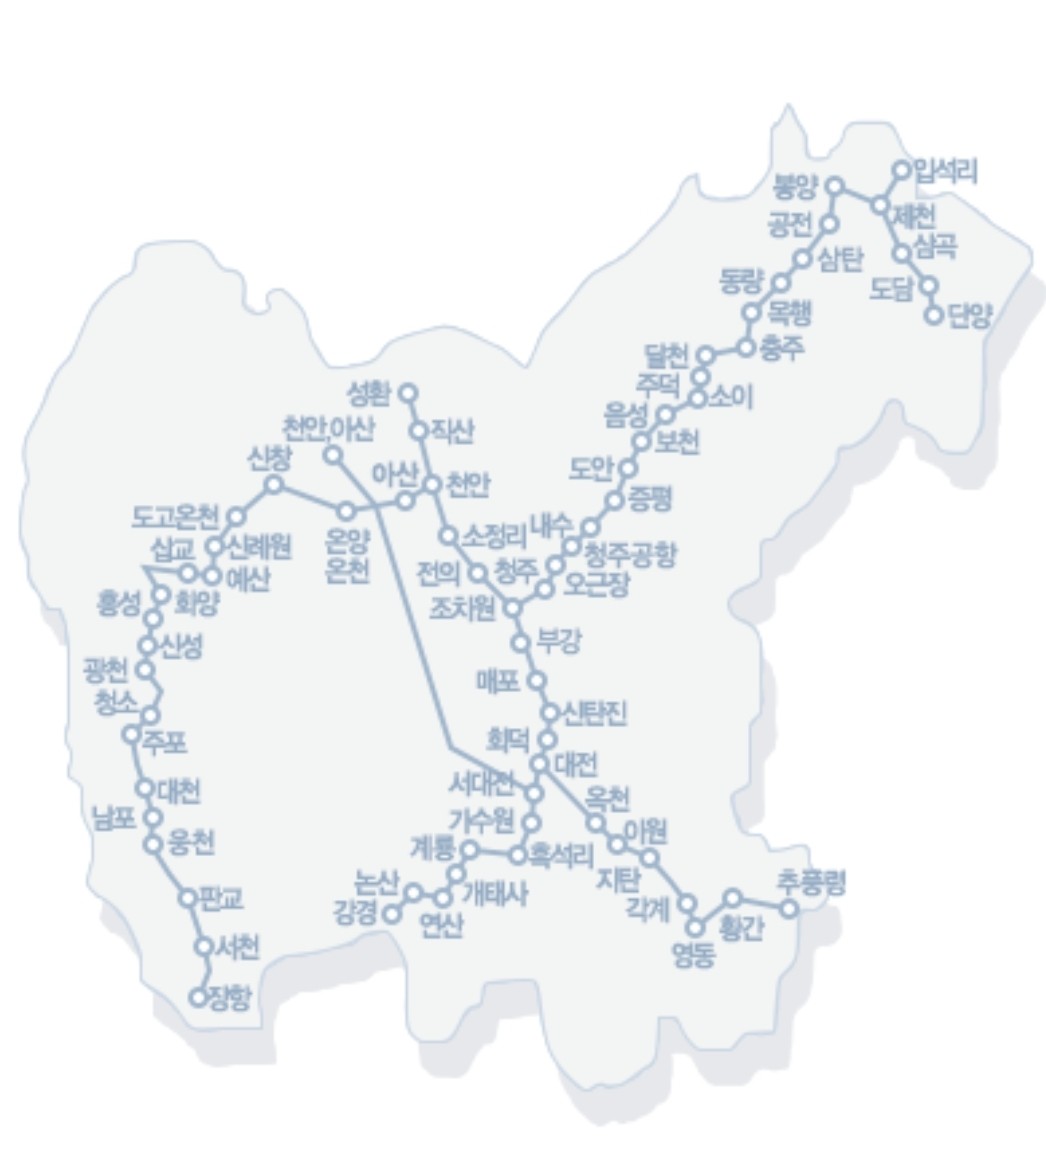 입석리
봉양
제천
공전
삼곡
삼탄
동량
도담
목행
단양
달천
충주
주덕
소이
음성
보천
도안
증평
내수
청주공항
청주
오근장
성환
천안,아산
직산
신창
아산
천안
도고온천
온양
온천
소정리
삽교
신례원
전의
예산
조치원
홍성
화양
부강
신성
광천
매포
청소
신탄진
주포
회덕
대전
대천
서대전
옥천
남포
가수원
이원
웅천
계룡
흑석리
지탄
논산
개태사
각계
추풍령
판교
강경
연산
황간
영동
서천
장항